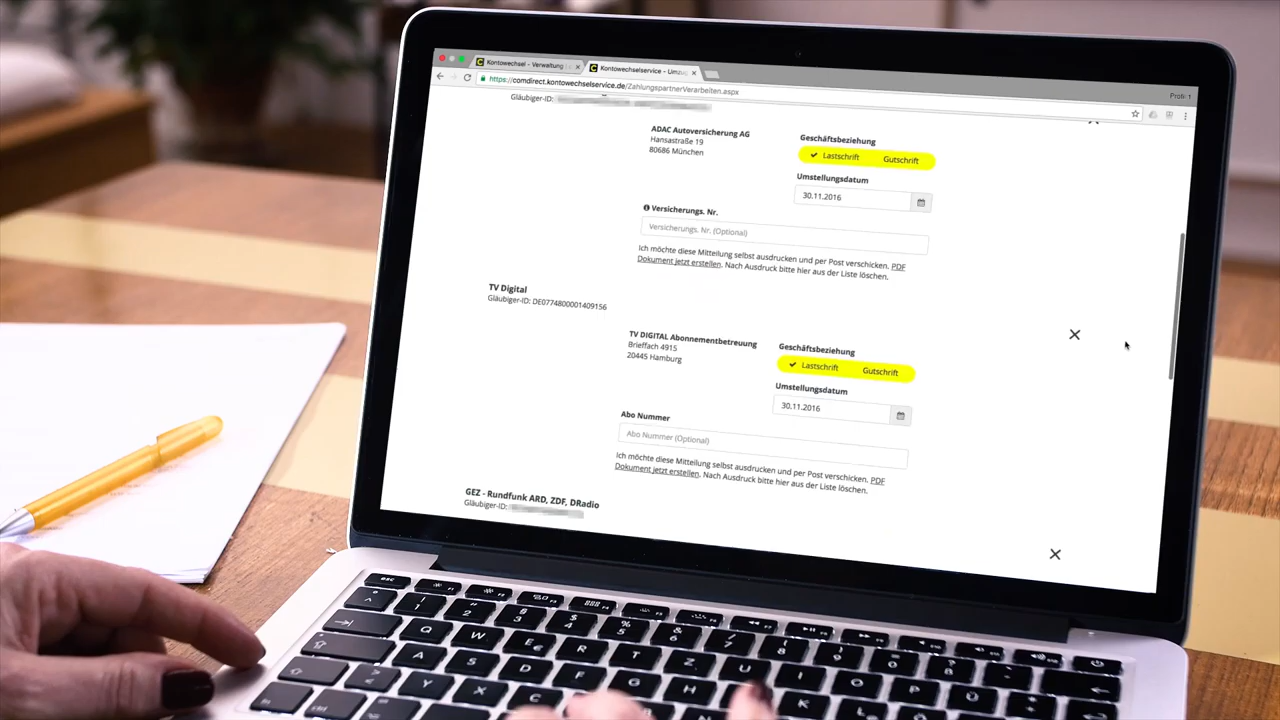 Kontowechsel - Verwaltung
Kontowechselservice - Umzug
Profil 1
https://comdirect.kontowechselservice.de/ZahlungspartnerVerarbeiten.aspx
Gläubiger-ID:
ADAC Autoversicherung AG
Hansastraße 19
80686 München
Geschäftsbeziehung
Lastschrift Gutschrift
Umstellungsdatum
30.11.2016
Versicherungs. Nr.
Versicherungs. Nr. (Optional)
Ich möchte diese Mitteilung selbst ausdrucken und per Post verschicken. PDF
Dokument jetzt erstellen. Nach Ausdruck bitte hier aus der Liste löschen.
TV Digital
Gläubiger-ID: DE0774800001409156
TV DIGITAL Abonnementbetreuung
Brieffach 4915
20445 Hamburg
Geschäftsbeziehung
Lastschrift Gutschrift
Umstellungsdatum
30.11.2016
Abo Nummer
Abo Nummer (Optional)
Ich möchte diese Mitteilung selbst ausdrucken und per Post verschicken. PDF
Dokument jetzt erstellen. Nach Ausdruck bitte hier aus der Liste löschen.
GEZ - Rundfunk ARD, ZDF, DRadio
Gläubiger-ID:
esc
Q W E R T Z U I O P Ü
A S D F G H K L Ö
Y X C